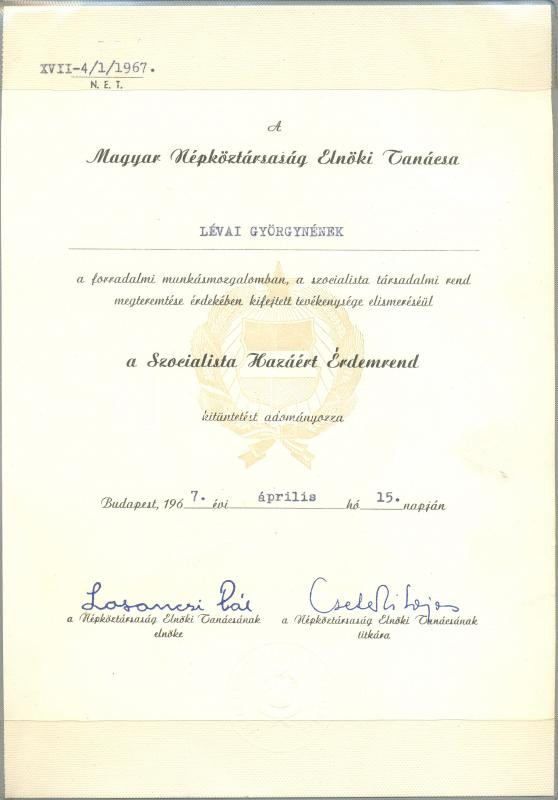 XVII-4/1/1967.
N. E. T.
A
Magyar Népköztársaság Elnöki Tanácsa
LÉVAI GYÖRGYNÉNEK
a forradalmi munkásmozgalomban, a szocialista társadalmi rend
megteremtése érdekében kifejtett tevékenysége elismeréséül
a Szocialista Hazáért Érdemrend
kitüntetést adományozza
Budapest, 1967. évi április hó 15. napján
Losonczi Pál Cseterki Lajos
a Népköztársaság Elnöki Tanácsának a Népköztársaság Elnöki Tanácsának
elnöke titkára